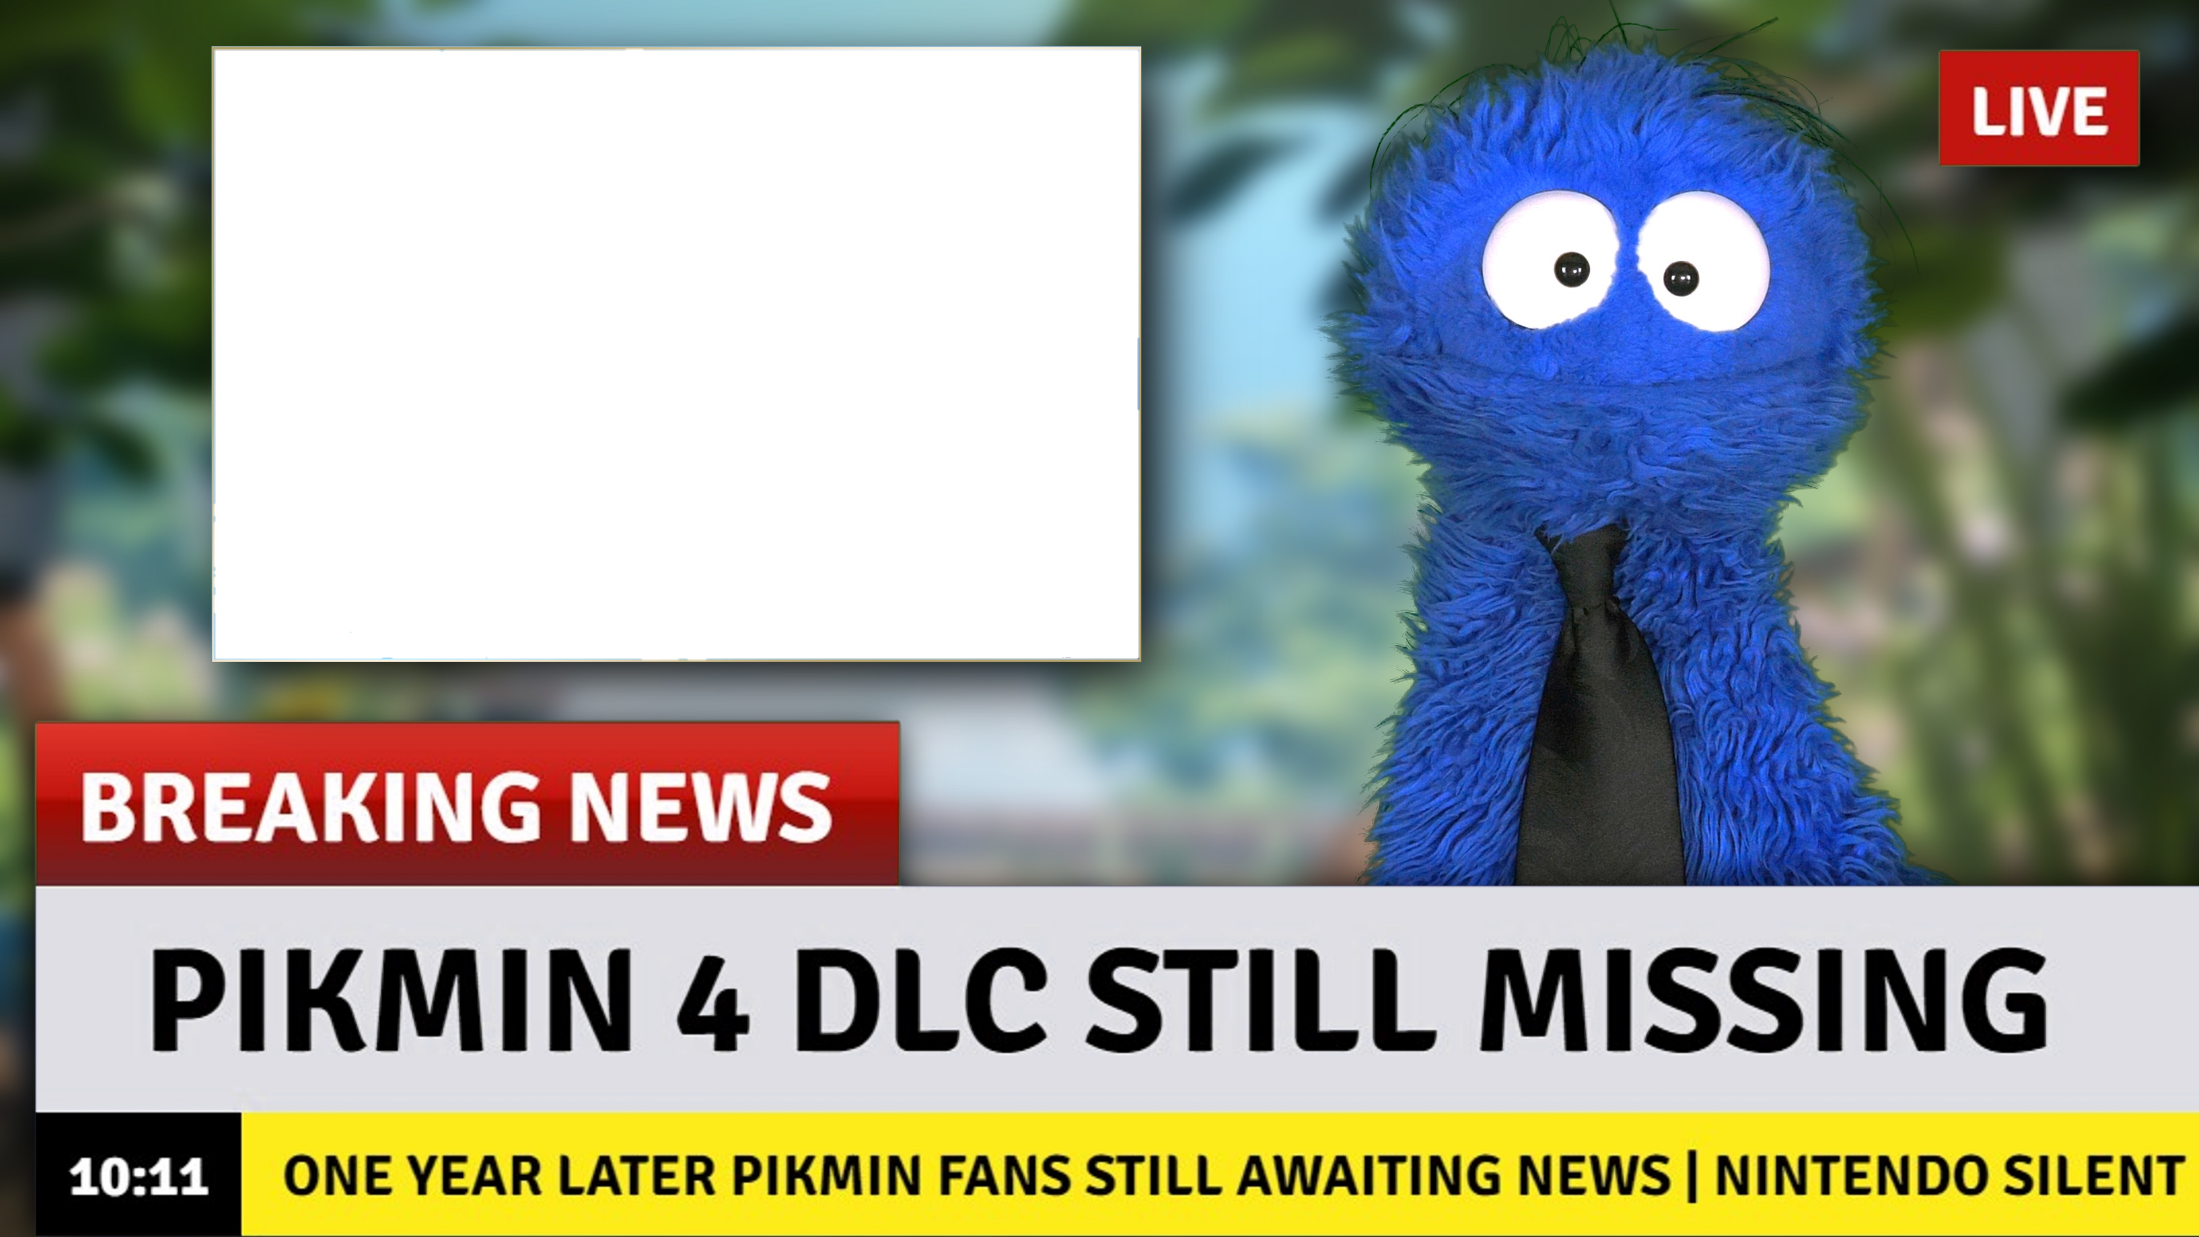 LIVE
BREAKING NEWS
PIKMIN 4 DLC STILL MISSING
10:11
ONE YEAR LATER PIKMIN FANS STILL AWAITING NEWS | NINTENDO SILENT